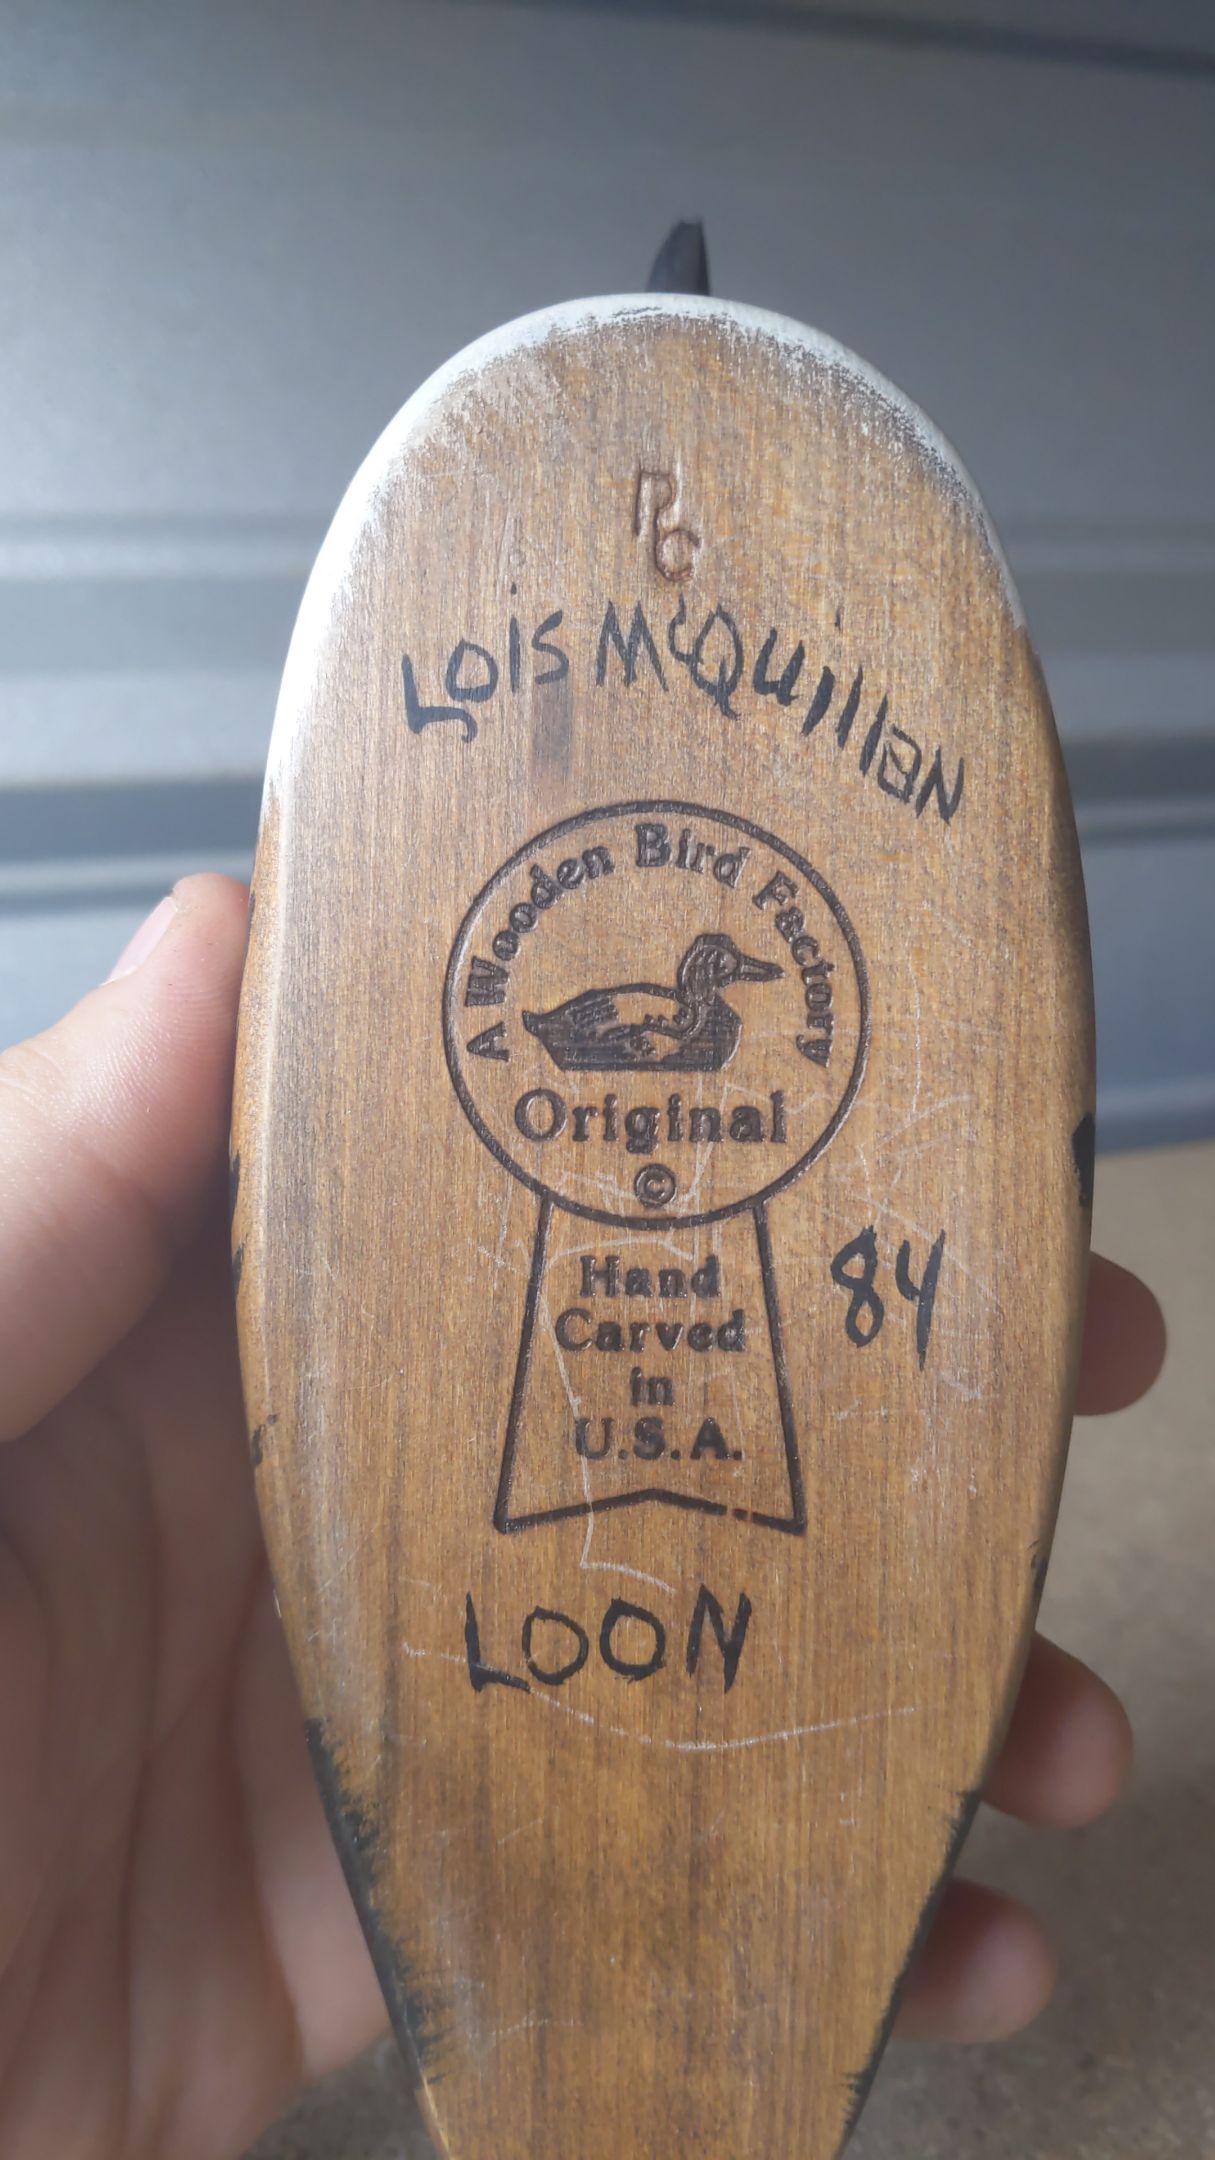 RC
Lois McQuillan
A Wooden Bird Factory
Original
©
Hand
Carved
in
U.S.A.
84
LOON